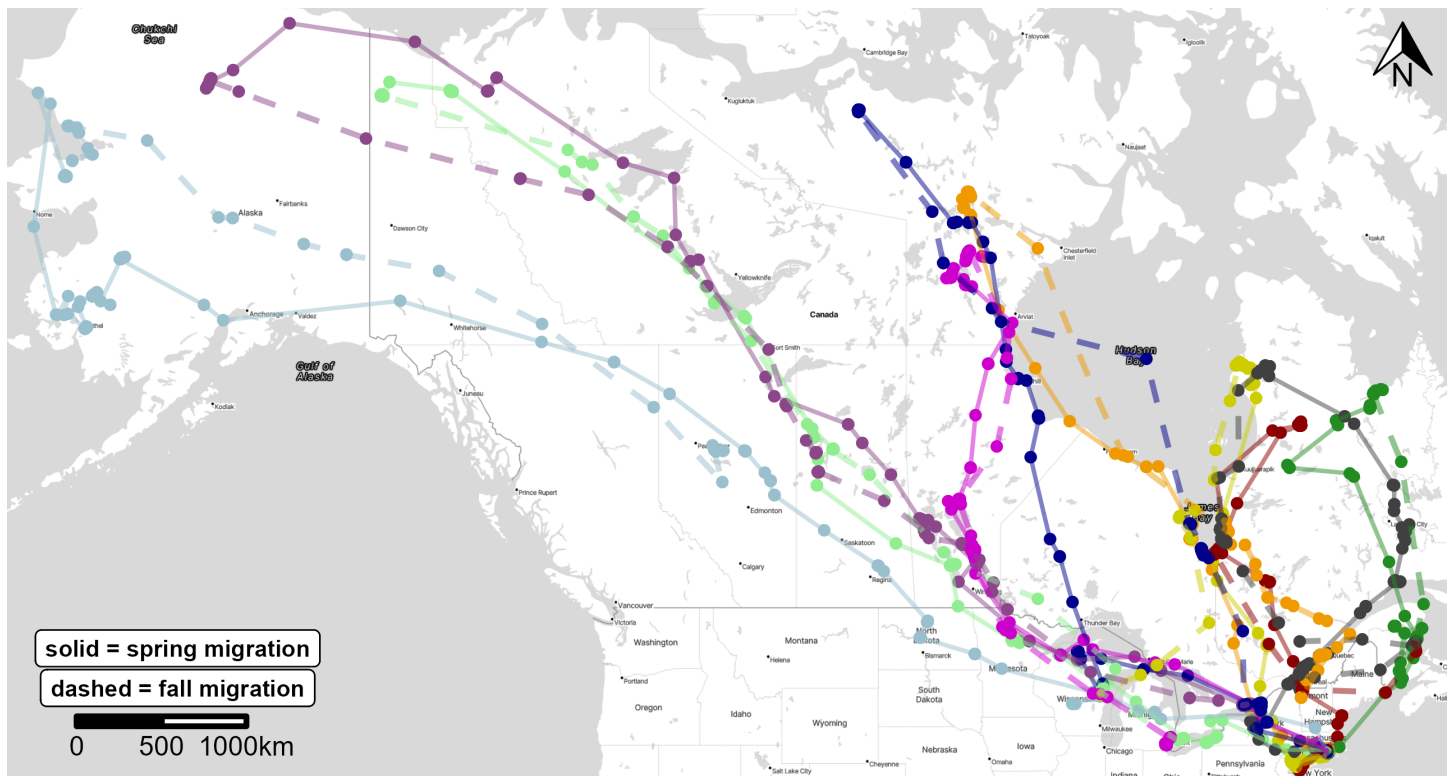 Chukchi
Sea
Taloyoak
Igloolik
Cambridge Bay
N
Kugluktuk
Naujaat
Nome
Alaska
Fairbanks
Dawson City
Chesterfield
Inlet
Iqaluit
Yellowknife
Anchorage
Valdez
Whitehorse
Canada
Arviat
Fort Smith
Hudson
Bay
Gulf of
Alaska
Juneau
Kodiak
Prince Rupert
Edmonton
Saskatoon
Calgary
Regina
Vancouver
Victoria
Thunder Bay
solid = spring migration
dashed = fall migration
0 500 1000km
Washington
Montana
Helena
North
Dakota
Bismarck
Minnesota
Quebec
Maine
Portland
Oregon
Idaho
Wyoming
South
Dakota
Milwaukee
Chicago
Nebraska
Iowa
Omaha
Cheyenne
Salt Lake City
Pennsylvania
New York